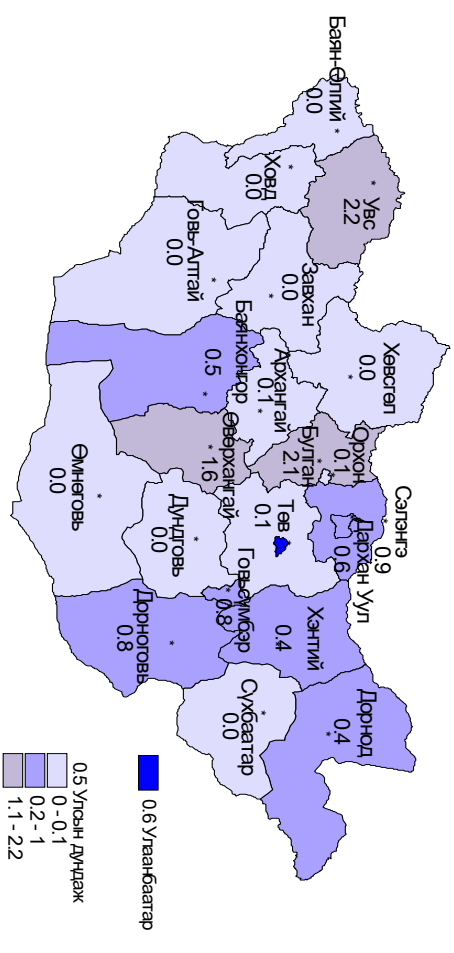 Баян-Өлгий
0.0
Увс
2.2
Ховд
0.0
Говь-Алтай
0.0
Завхан
0.0
Хөвсгөл
0.0
Баянхонгор
0.5
Архангай
0.1
Орхон
0.1
Булган
2.1
Өвөрхангай
1.6
Өмнөговь
0.0
Дундговь
0.0
Төв
0.1
Сэлэнгэ
0.9
Дархан Уул
0.6
Говьсүмбэр
0.8
Дорноговь
0.8
Хэнтий
0.4
Сүхбаатар
0.0
Дорнод
0.4
0.6 Улаанбаатар
0.5 Улсын дундаж
0 - 0.1
0.2 - 1
1.1 - 2.2